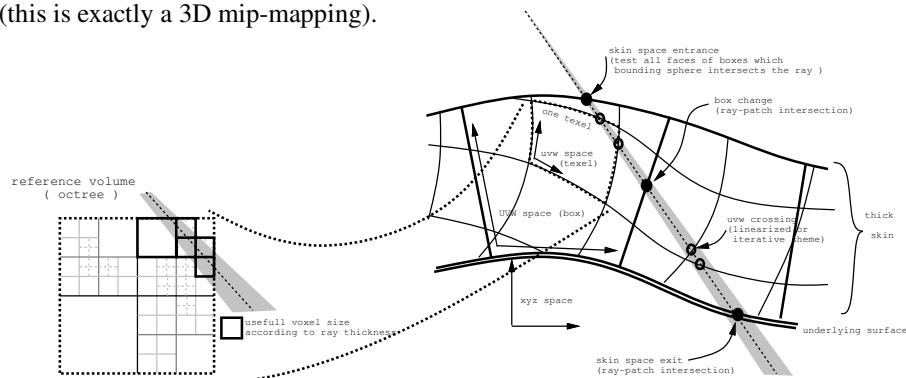 (this is exactly a 3D mip-mapping).
skin space entrance
(test all faces of boxes which
bounding sphere intersects the ray )
box change
(ray-patch intersection)
one texel
uvw space
(texel)
reference volume
( octree )
UVW space (box)
uvw crossing
(linearized or
iterative sheme)
thick
skin
xyz space
usefull voxel size
according to ray thickness
underlying surface
skin space exit
(ray-patch intersection)